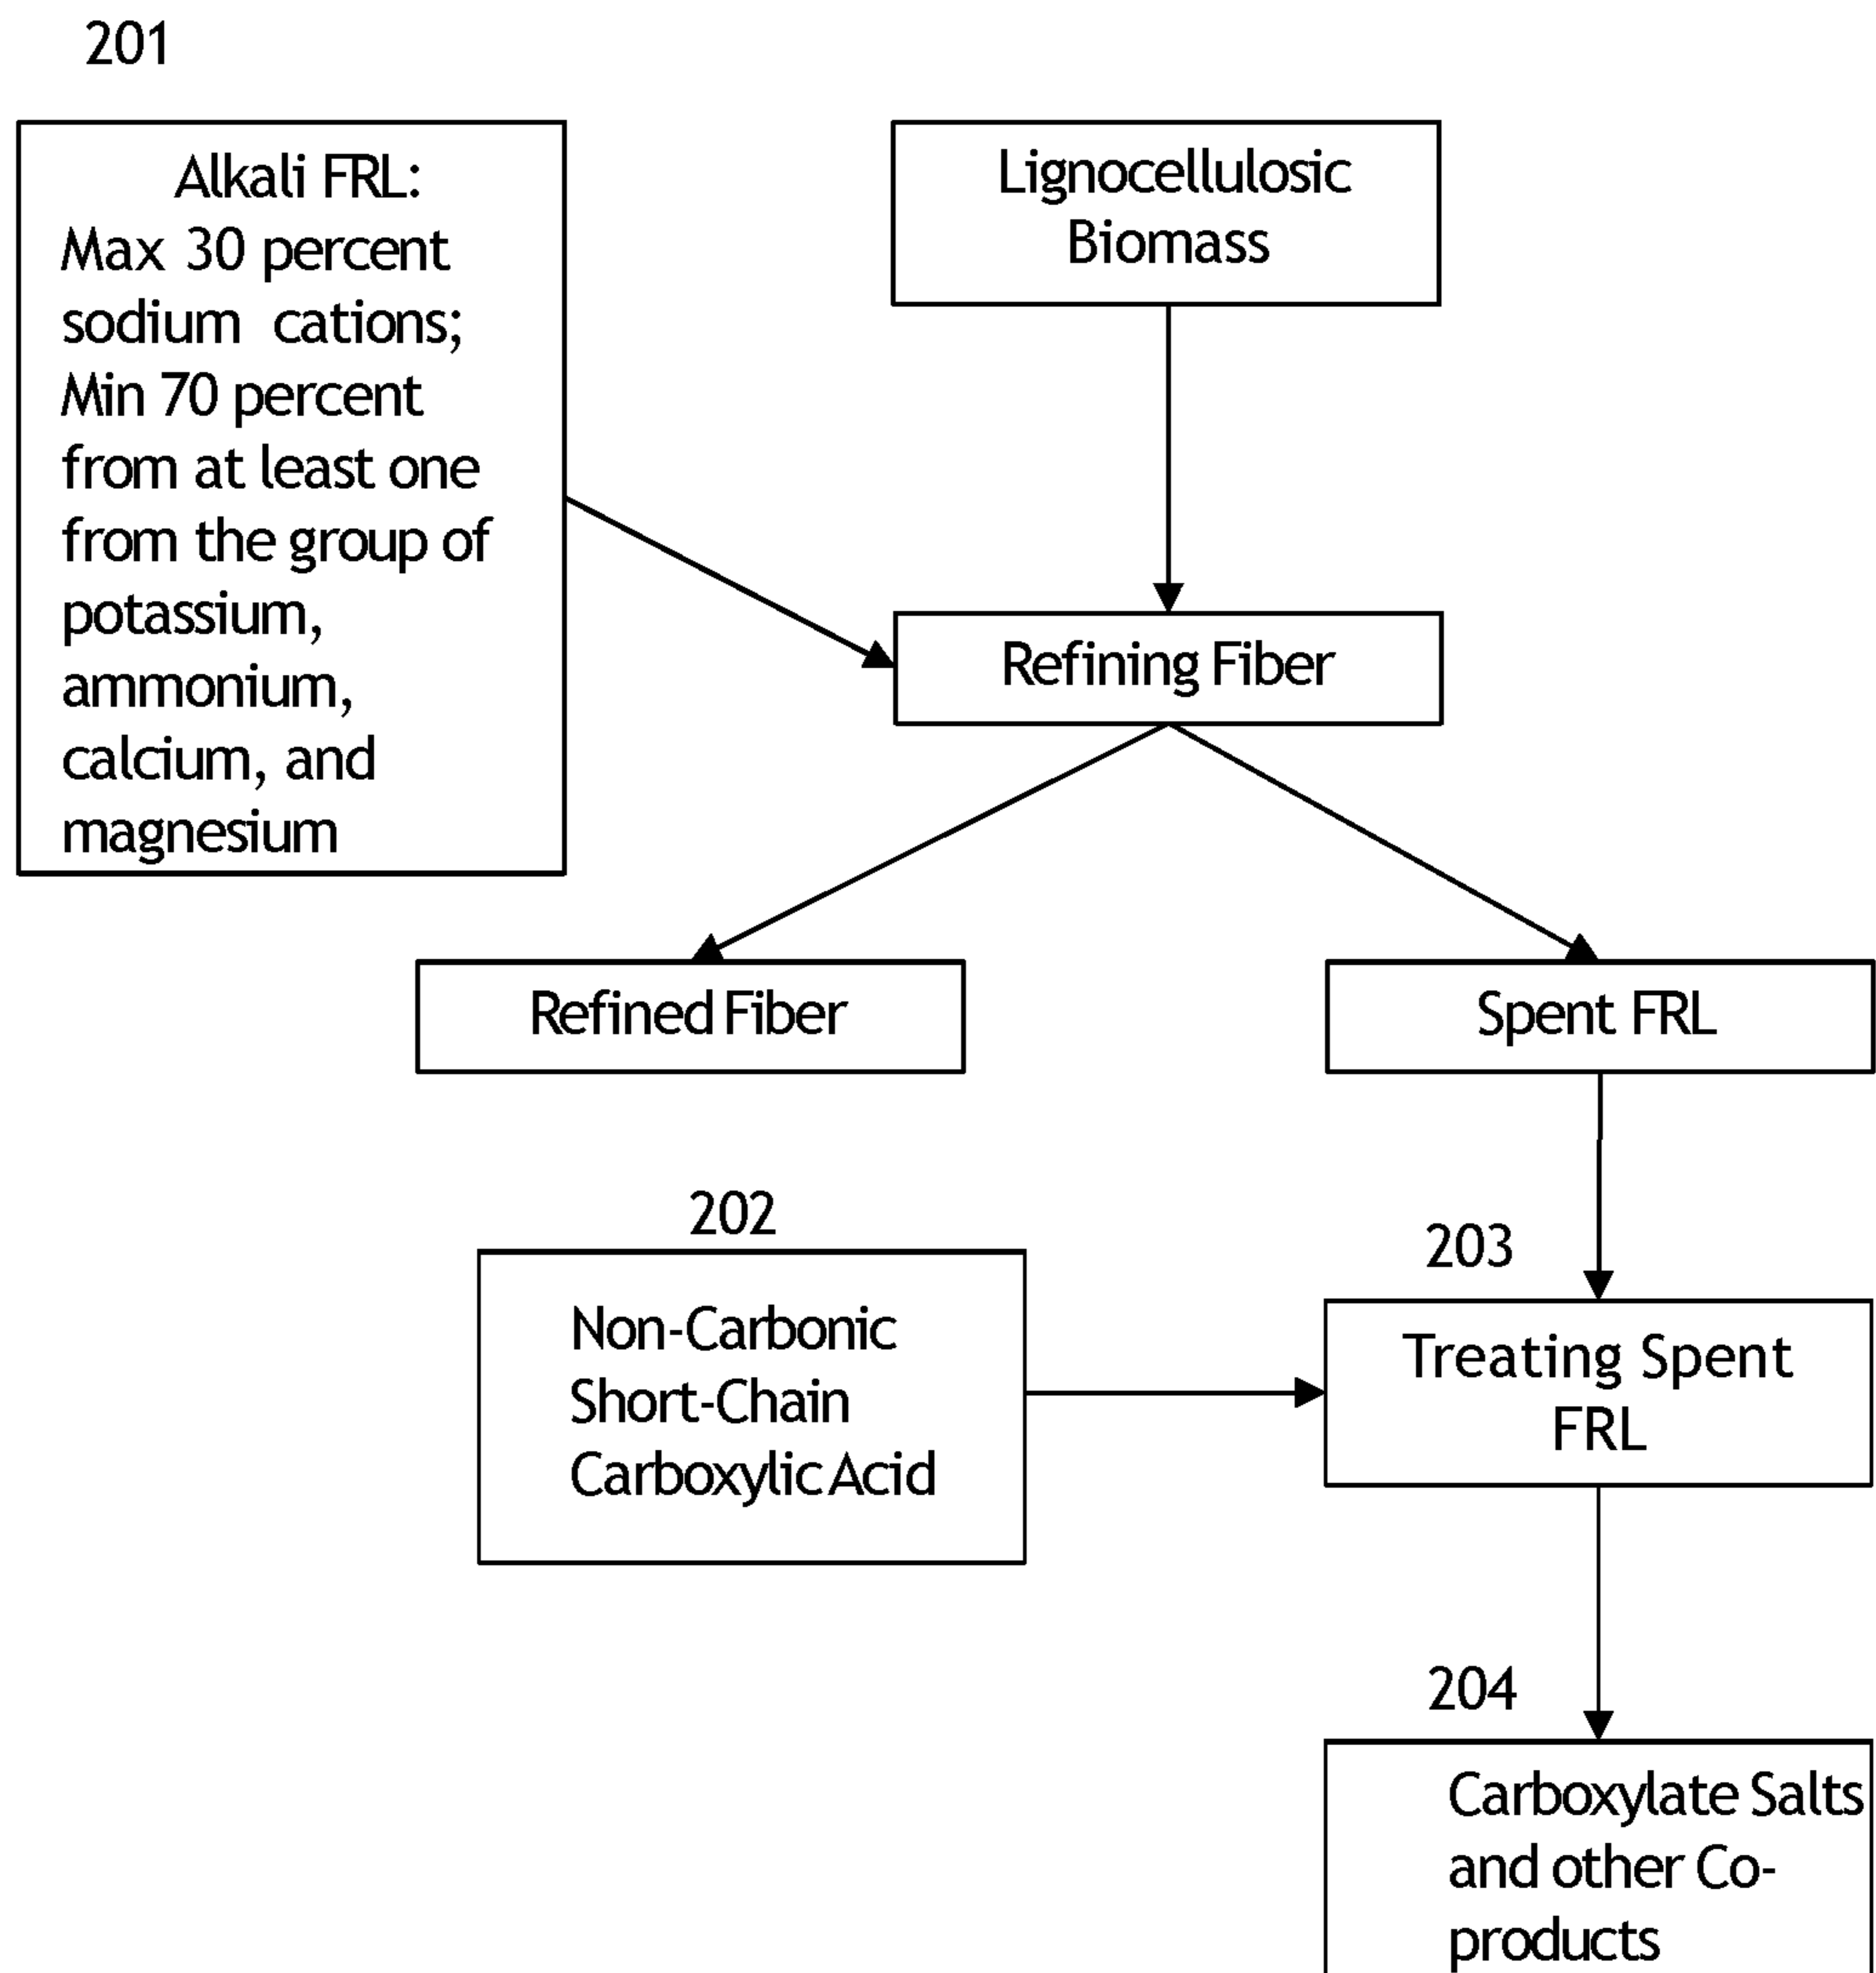 201
Alkali FRL:
Max 30 percent
sodium cations;
Min 70 percent
from at least one
from the group of
potassium,
ammonium,
calcium, and
magnesium
Lignocellulosic
Biomass
Refining Fiber
Refined Fiber
Spent FRL
202
Non-Carbonic
Short-Chain
Carboxylic Acid
203
Treating Spent
FRL
204
Carboxylate Salts
and other Co-
products